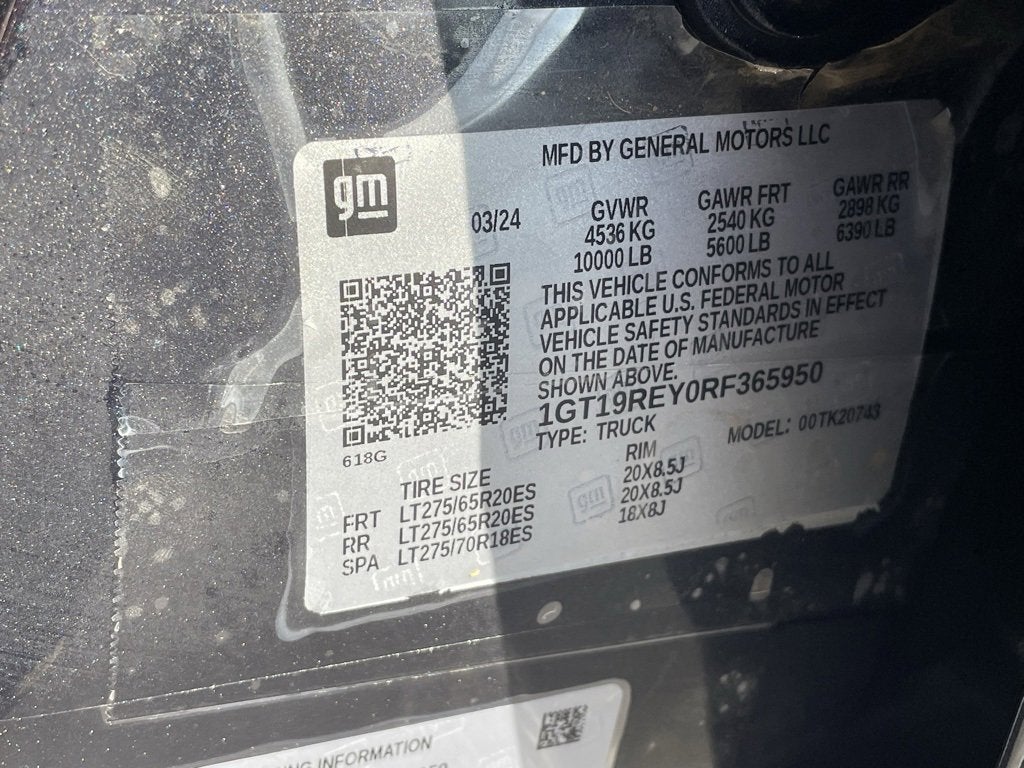 MFD BY GENERAL MOTORS LLC
gm
03/24
GVWR
4536 KG
10000 LB
GAWR FRT
2540 KG
5600 LB
GAWR RR
2898 KG
6390 LB
THIS VEHICLE CONFORMS TO ALL
APPLICABLE U.S. FEDERAL MOTOR
VEHICLE SAFETY STANDARDS IN EFFECT
ON THE DATE OF MANUFACTURE
SHOWN ABOVE.
1GT19REY0RF365950
TYPE: TRUCK
MODEL: 00TK20743
618G
TIRE SIZE RIM
FRT LT275/65R20ES 20X8.5J
RR LT275/65R20ES 20X8.5J
SPA LT275/70R18ES 18X8J
INFORMATION